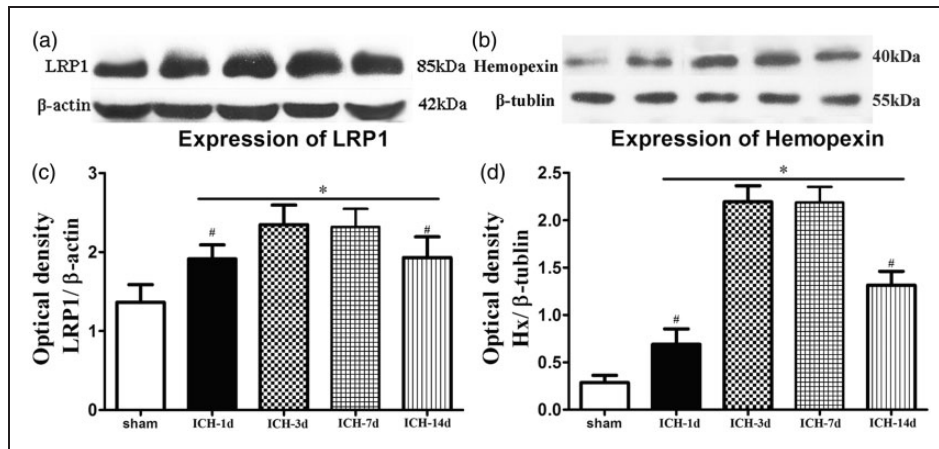 (a)
LRP1
85kDa
β-actin
42kDa
Expression of LRP1
(b)
Hemopexin
40kDa
β-tublin
55kDa
Expression of Hemopexin
(c)
Optical density
LRP1/ β-actin
3
2
1
0
*
#
#
sham
ICH-1d
ICH-3d
ICH-7d
ICH-14d
(d)
Optical density
Hx/ β-tublin
2.5
2.0
1.5
1.0
0.5
0.0
*
#
#
sham
ICH-1d
ICH-3d
ICH-7d
ICH-14d